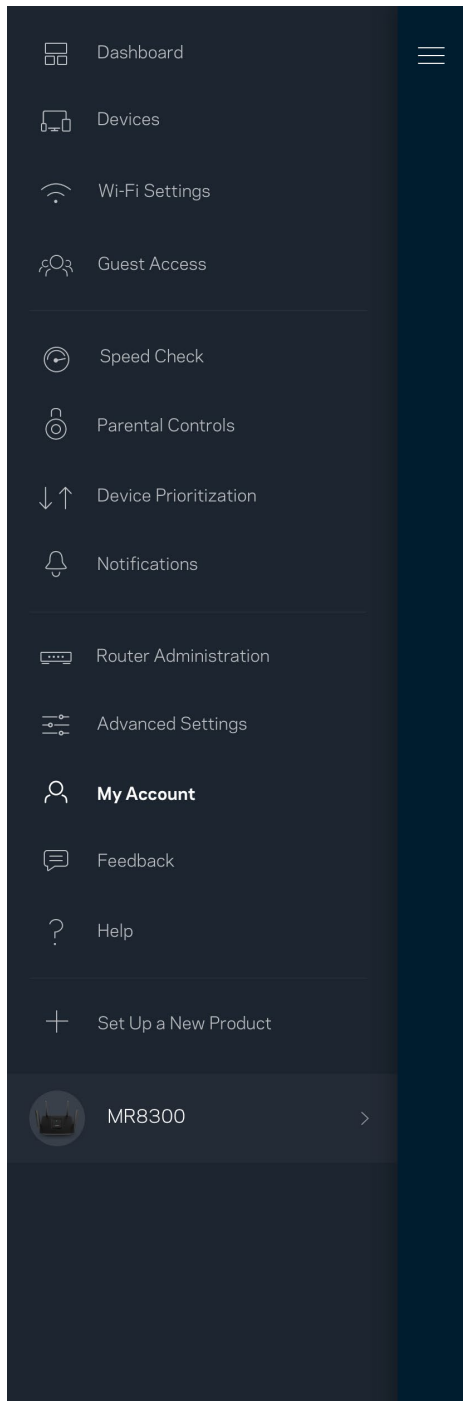 Dashboard
Devices
Wi-Fi Settings
Guest Access
Speed Check
Parental Controls
Device Prioritization
Notifications
Router Administration
Advanced Settings
My Account
Feedback
Help
Set Up a New Product
MR8300